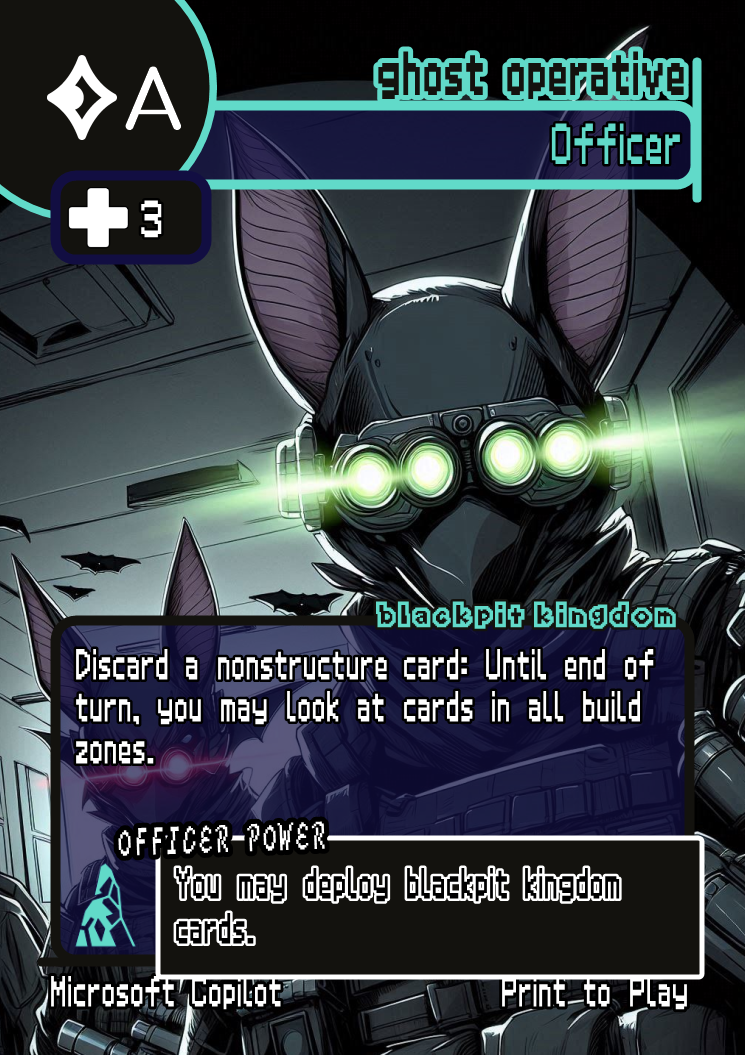 A
ghost operative
Officer
3
blackpit kingdom
Discard a nonstructure card: Until end of
turn, you may look at cards in all build
zones.
OFFICER POWER
You may deploy blackpit kingdom
cards.
Microsoft Copilot
Print to Play